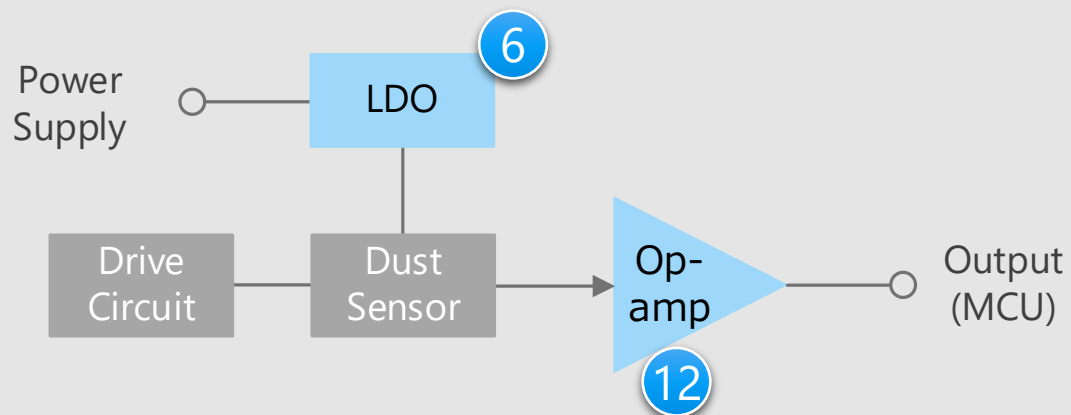 6
Power
Supply
LDO
Drive
Circuit
Dust
Sensor
Op-
amp
Output
(MCU)
12